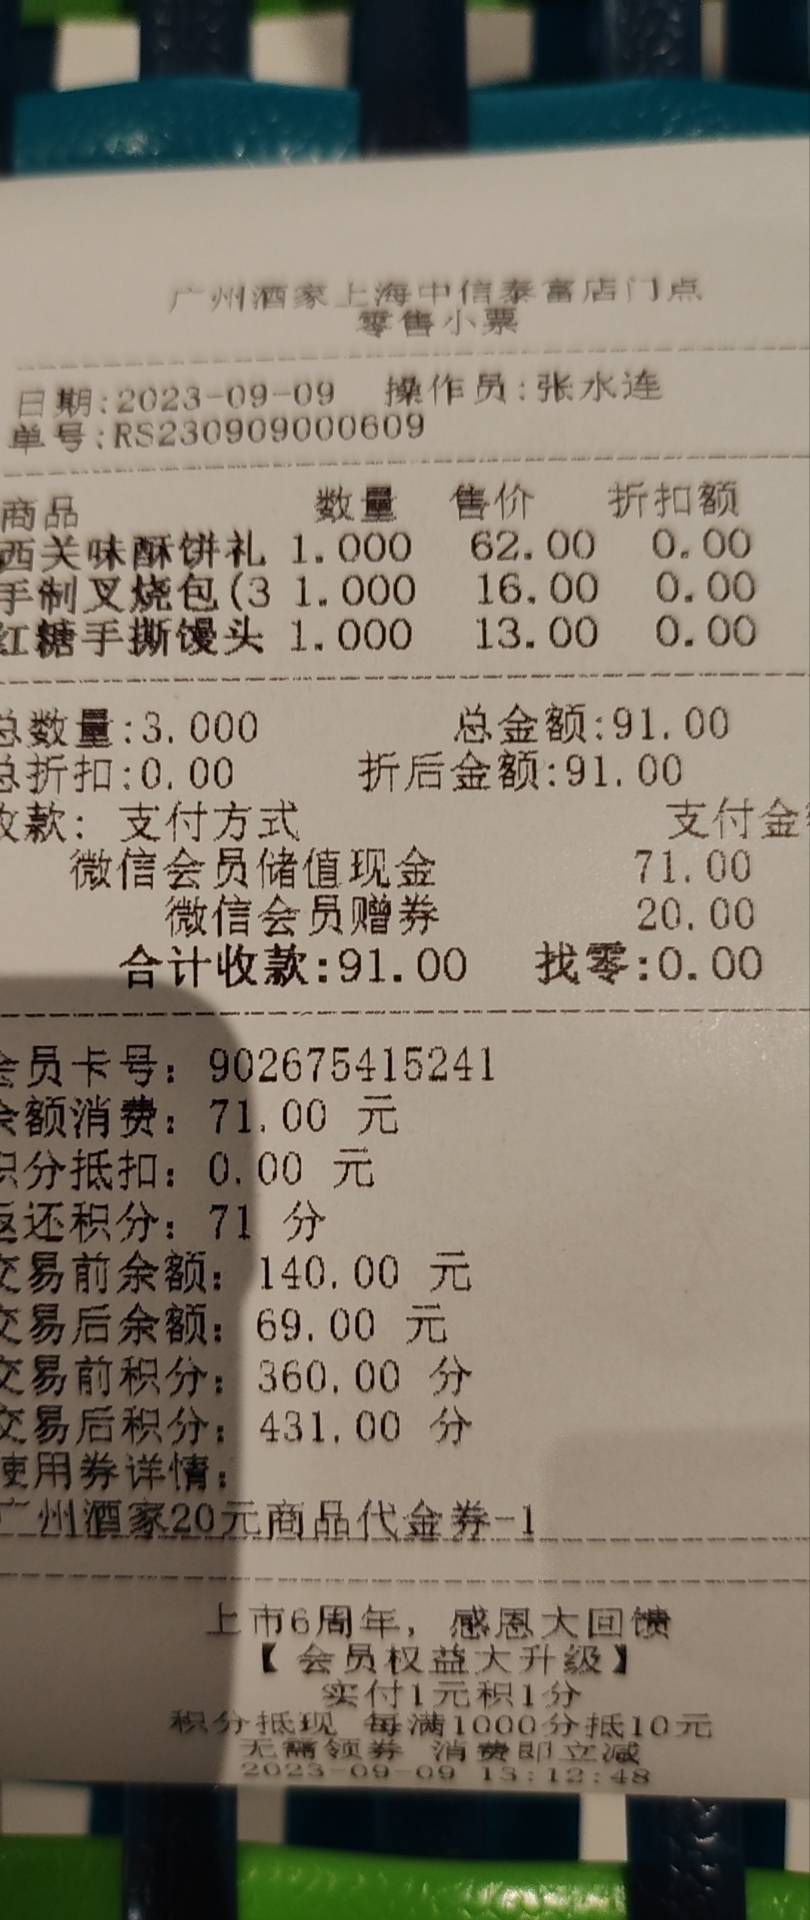 广州酒家上海中信泰富店门点
零售小票
日期:2023-09-09 操作员:张水连
单号:RS230909000609
商品 数量 售价 折扣额
西关味酥饼礼 1.000 62.00 0.00
手制叉烧包(3 1.000 16.00 0.00
红糖手撕馒头 1.000 13.00 0.00
总数量:3.000 总金额:91.00
总折扣:0.00 折后金额:91.00
收款: 支付方式 支付金额
微信会员储值现金 71.00
微信会员赠券 20.00
合计收款:91.00 找零:0.00
会员卡号: 902675415241
余额消费: 71.00 元
积分抵扣: 0.00 元
返还积分: 71 分
交易前余额: 140.00 元
交易后余额: 69.00 元
交易前积分: 360.00 分
交易后积分: 431.00 分
使用券详情:
广州酒家20元商品代金券-1
上市6周年, 感恩大回馈
【 会员权益大升级】
实付1元积1分
积分抵现 每满1000分抵10元
无需领券 消费即立减
2023-09-09 13:12:48